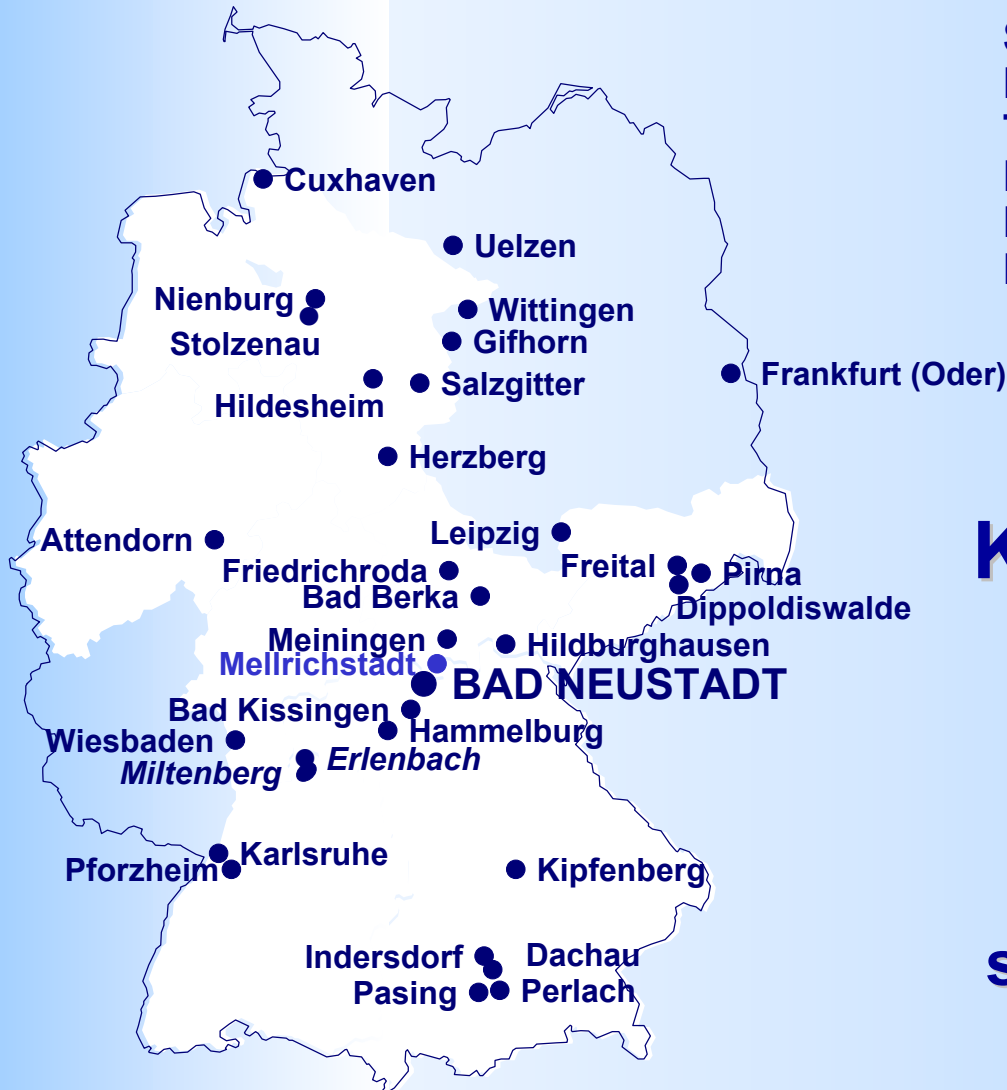 Cuxhaven
Uelzen
Nienburg
Wittingen
Stolzenau
Gifhorn
Frankfurt (Oder)
Salzgitter
Hildesheim
Herzberg
Leipzig
Attendorn
Freital
Friedrichroda
Pirna
Bad Berka
Dippoldiswalde
Meiningen
Hildburghausen
Mellrichstadt
BAD NEUSTADT
Bad Kissingen
Hammelburg
Wiesbaden
Erlenbach
Miltenberg
Karlsruhe
Pforzheim
Kipfenberg
Indersdorf
Dachau
Pasing
Perlach